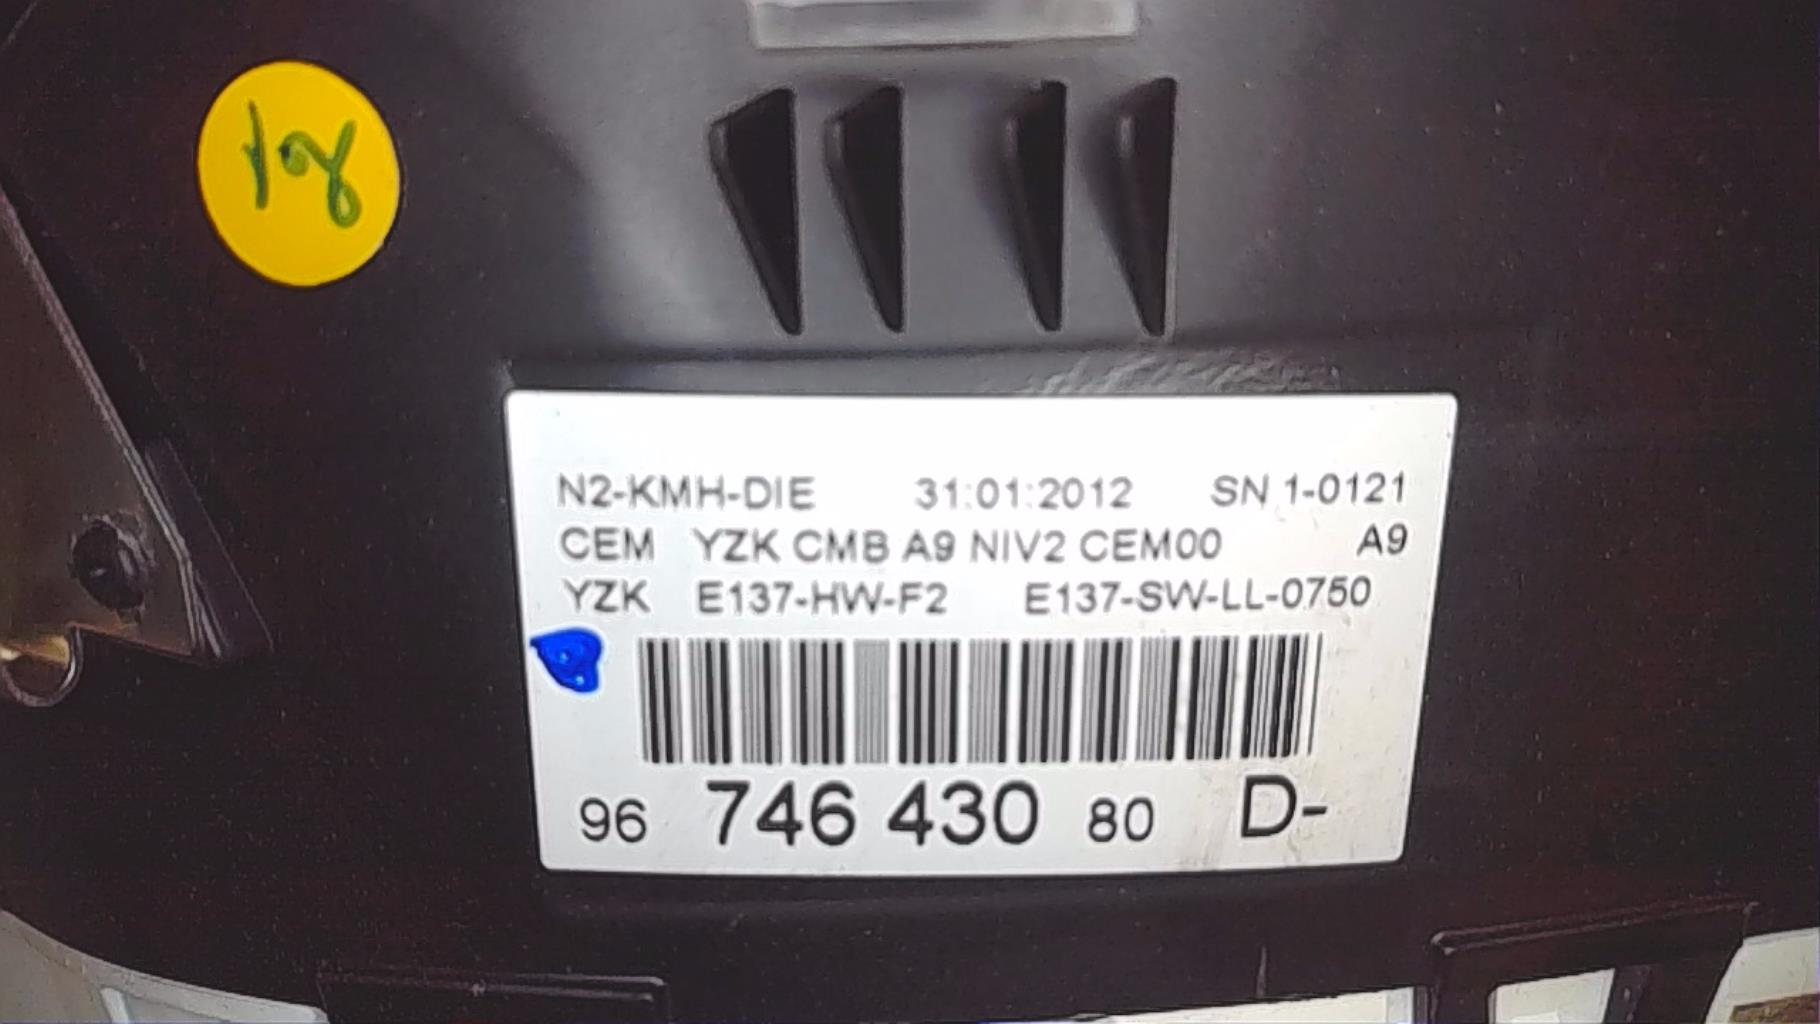 18
N2-KMH-DIE 31:01:2012 SN 1-0121
CEM YZK CMB A9 NIV2 CEM00 A9
YZK E137-HW-F2 E137-SW-LL-0750
96 746 430 80 D-